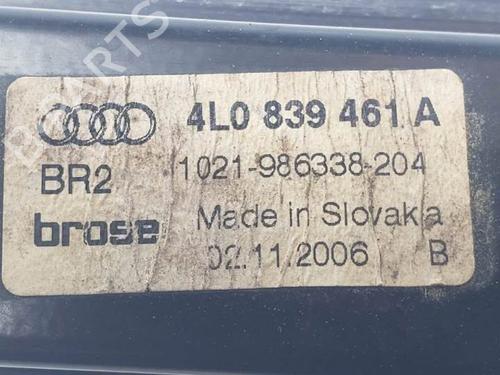 4L0 839 461 A
BR2 1021-986338-204
brose Made in Slovakia
02.11.2006 B